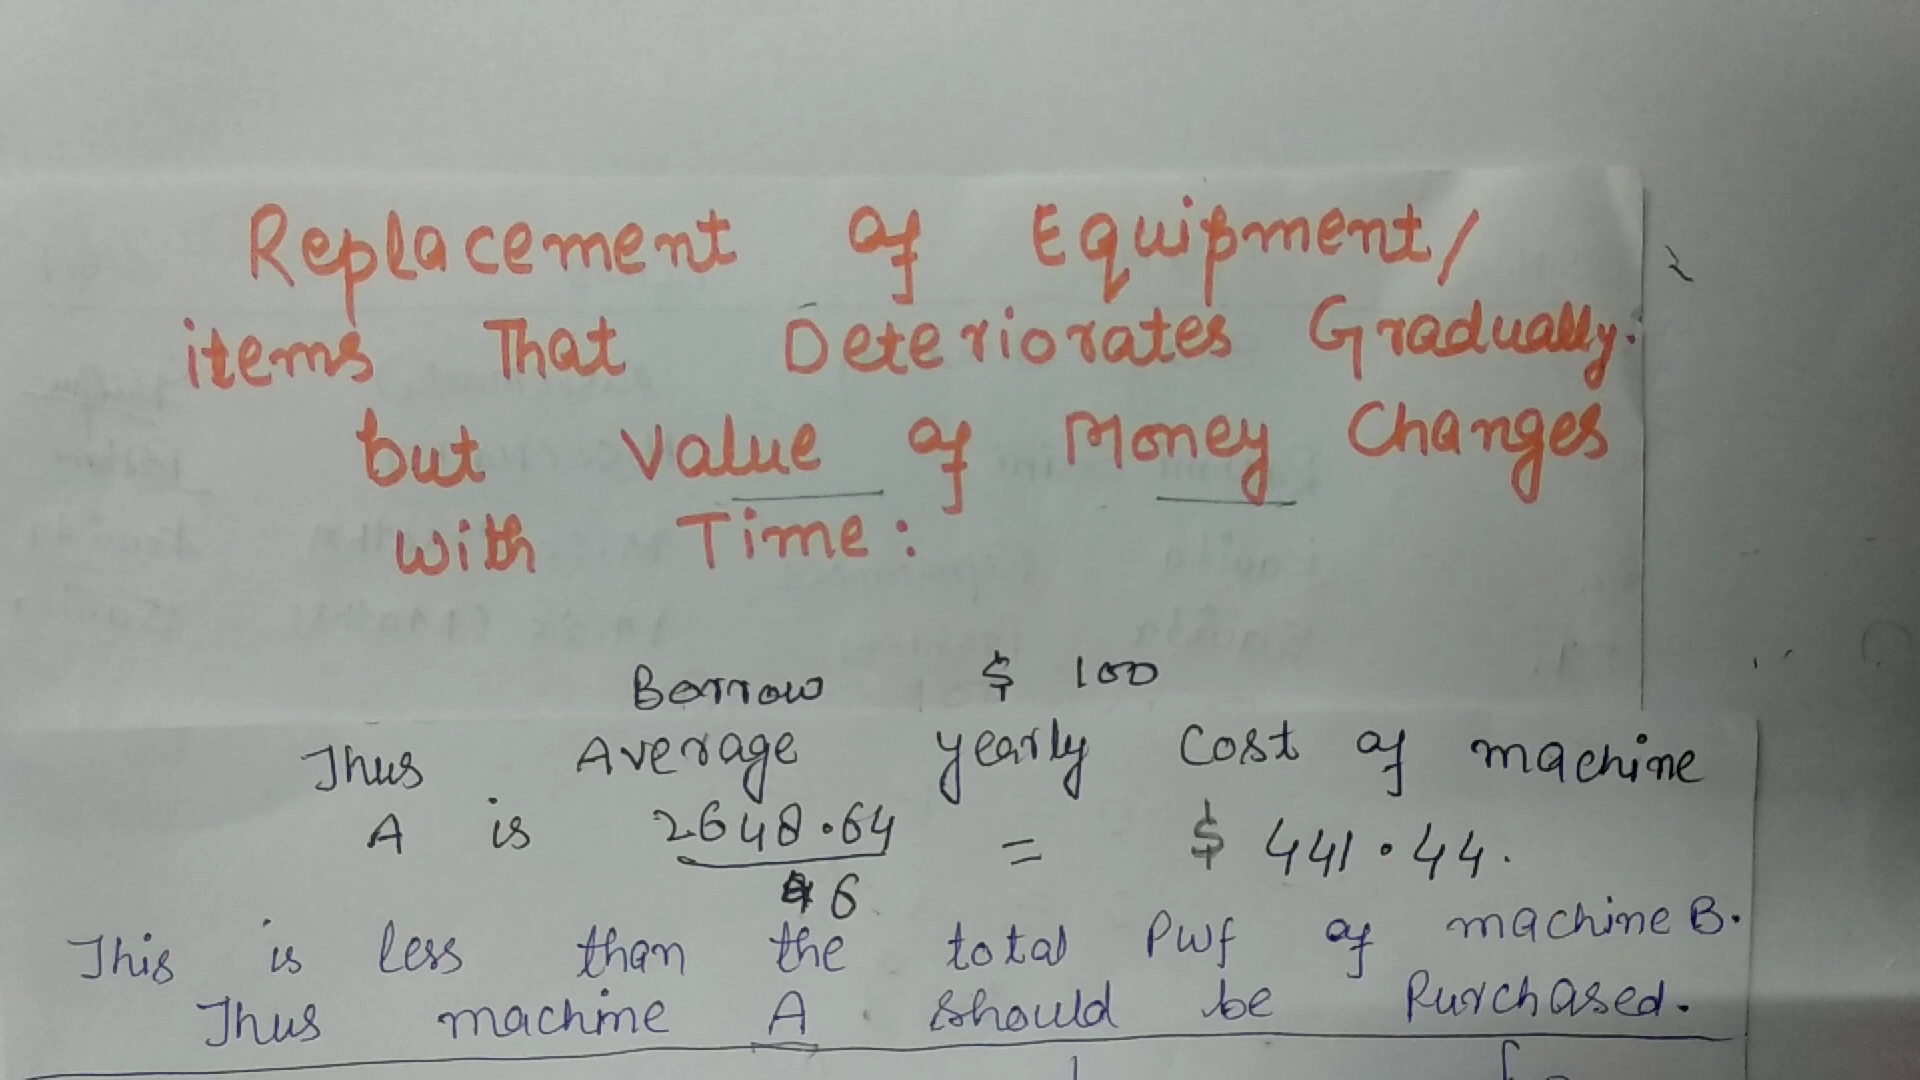 Replacement of Equipment/
items That Deteriorates Gradually.
but Value of Money Changes
with Time:
Borrow $ 100
Thus Average yearly Cost of machine
A is 2648.64 / 6 = $ 441.44.
This is less than the total Pwf of machine B.
Thus machine A should be Purchased.